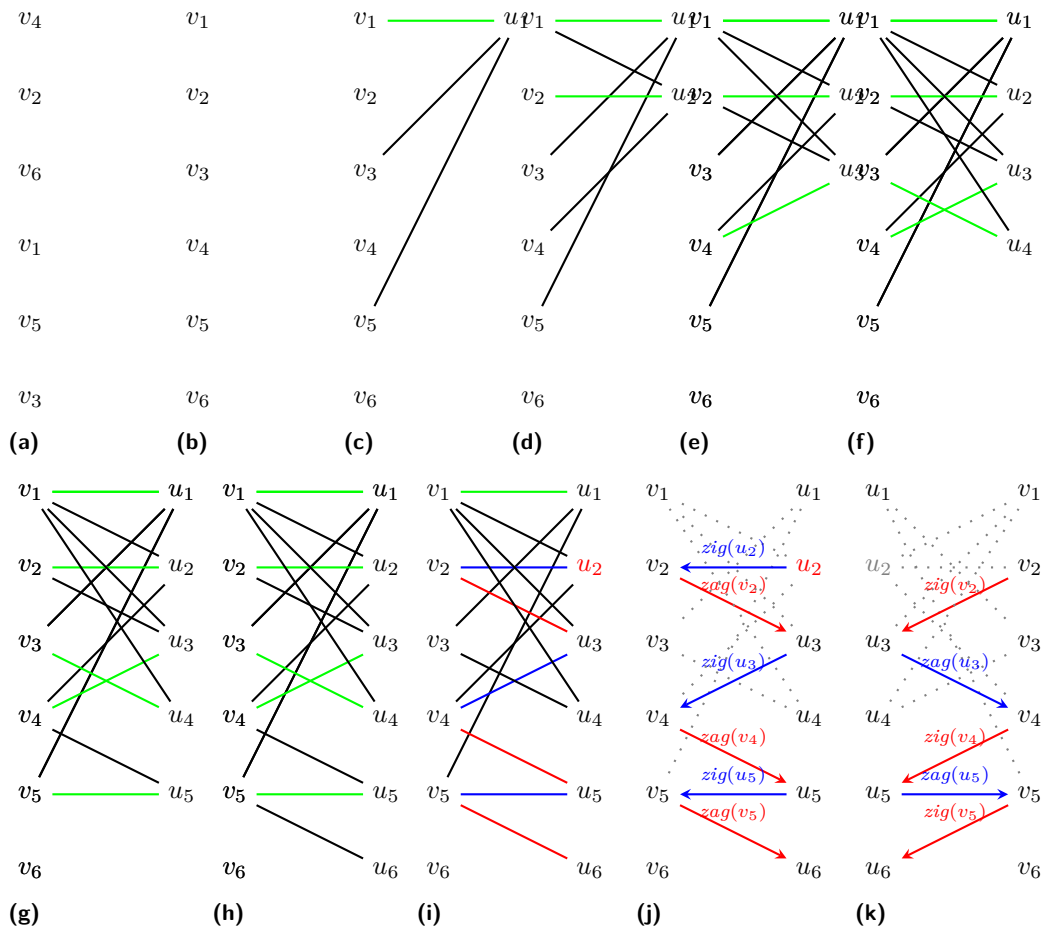 v4 v1 v1 u1 v1 u1 v1 u1 v1 u1
v2 v2 v2 v2 u2 v2 u2 v2 u2
v6 v3 v3 v3 v3 u3 v3 u3
v1 v4 v4 v4 v4 v4 u4
v5 v5 v5 v5 v5 v5
v3 v6 v6 v6 v6 v6
(a) (b) (c) (d) (e) (f)
v1 u1 v1 u1 v1 u1 v1 u1 u1 v1
zig(u2)
v2 u2 v2 u2 v2 u2 v2 u2 u2 v2
zag(v2) zig(v2)
v3 u3 v3 u3 v3 u3 v3 u3 u3 v3
zig(u3) zag(u3)
v4 u4 v4 u4 v4 u4 v4 u4 u4 v4
zag(v4) zig(v4)
zig(u5) zag(u5)
v5 u5 v5 u5 v5 u5 v5 u5 u5 v5
zag(v5) zig(v5)
v6 v6 u6 v6 u6 v6 u6 u6 v6
(g) (h) (i) (j) (k)